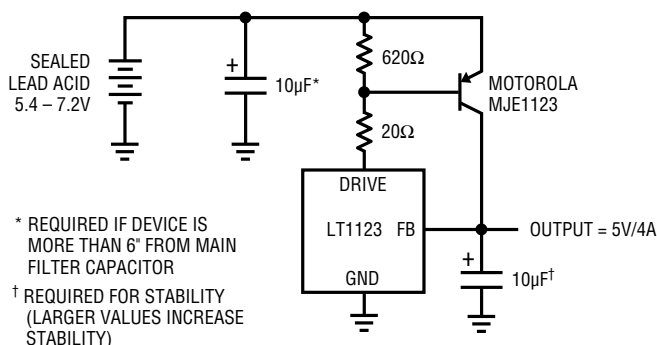 SEALED
LEAD ACID
5.4 – 7.2V
+
10µF*
620Ω
20Ω
MOTOROLA
MJE1123
DRIVE
LT1123
FB
GND
OUTPUT = 5V/4A
+
10µF†
* REQUIRED IF DEVICE IS
MORE THAN 6" FROM MAIN
FILTER CAPACITOR
† REQUIRED FOR STABILITY
(LARGER VALUES INCREASE
STABILITY)